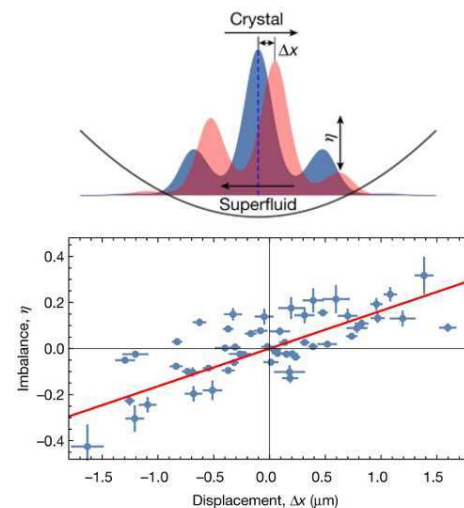 Crystal
Δx
η
Superfluid
0.4
0.2
0.0
−0.2
−0.4
Imbalance, η
−1.5 −1.0 −0.5 0.0 0.5 1.0 1.5
Displacement, Δx (μm)